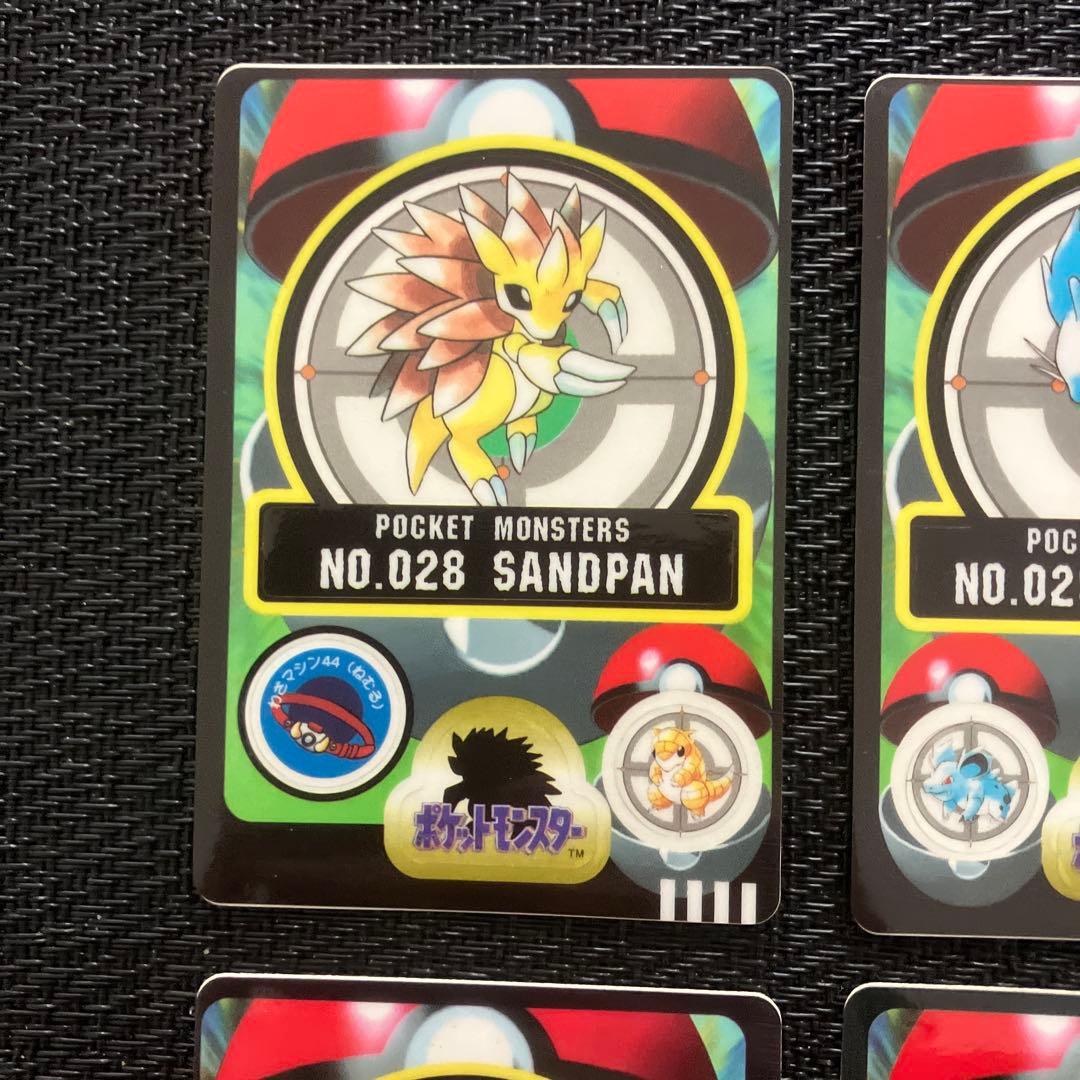 POCKET MONSTERS
NO.028 SANDPAN
わざマシン44 (ねむる)
ポケットモンスター
TM
POC
NO.02